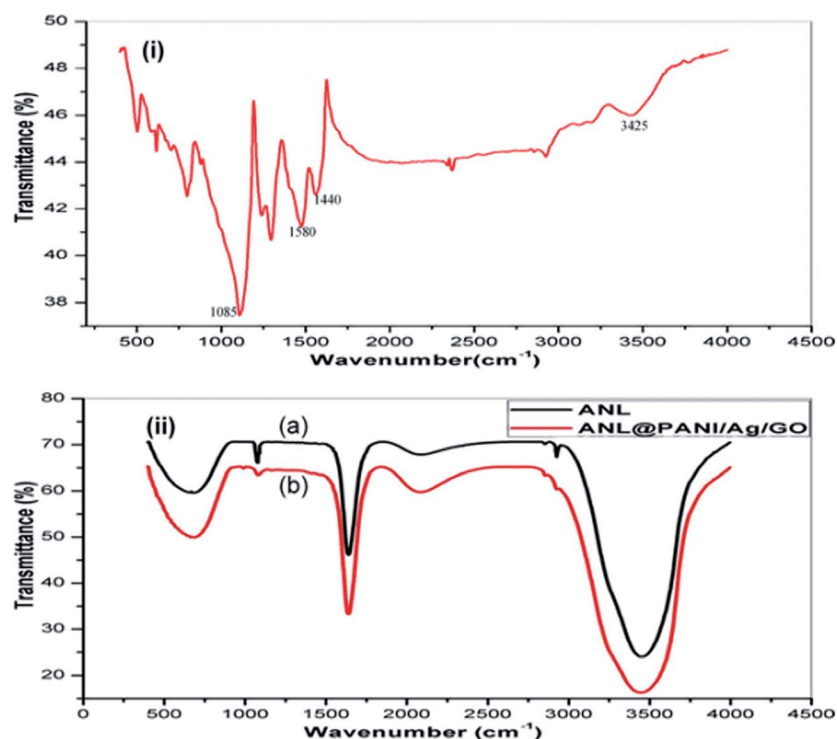 50
48
46
44
42
40
38
Transmittance (%)
(i)
1085
1580
1440
3425
500 1000 1500 2000 2500 3000 3500 4000 4500
Wavenumber(cm-1)
80
70
60
50
40
30
20
Transmittance (%)
(ii)
(a)
(b)
ANL
ANL@PANI/Ag/GO
0 500 1000 1500 2000 2500 3000 3500 4000 4500
Wavenumber(cm-1)